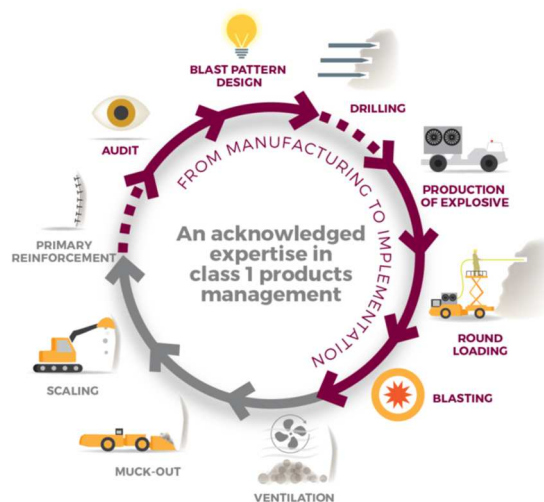 BLAST PATTERN
DESIGN
DRILLING
PRODUCTION
OF EXPLOSIVE
ROUND
LOADING
BLASTING
VENTILATION
MUCK-OUT
SCALING
PRIMARY
REINFORCEMENT
AUDIT
FROM MANUFACTURING TO IMPLEMENTATION
An acknowledged
expertise in
class 1 products
management